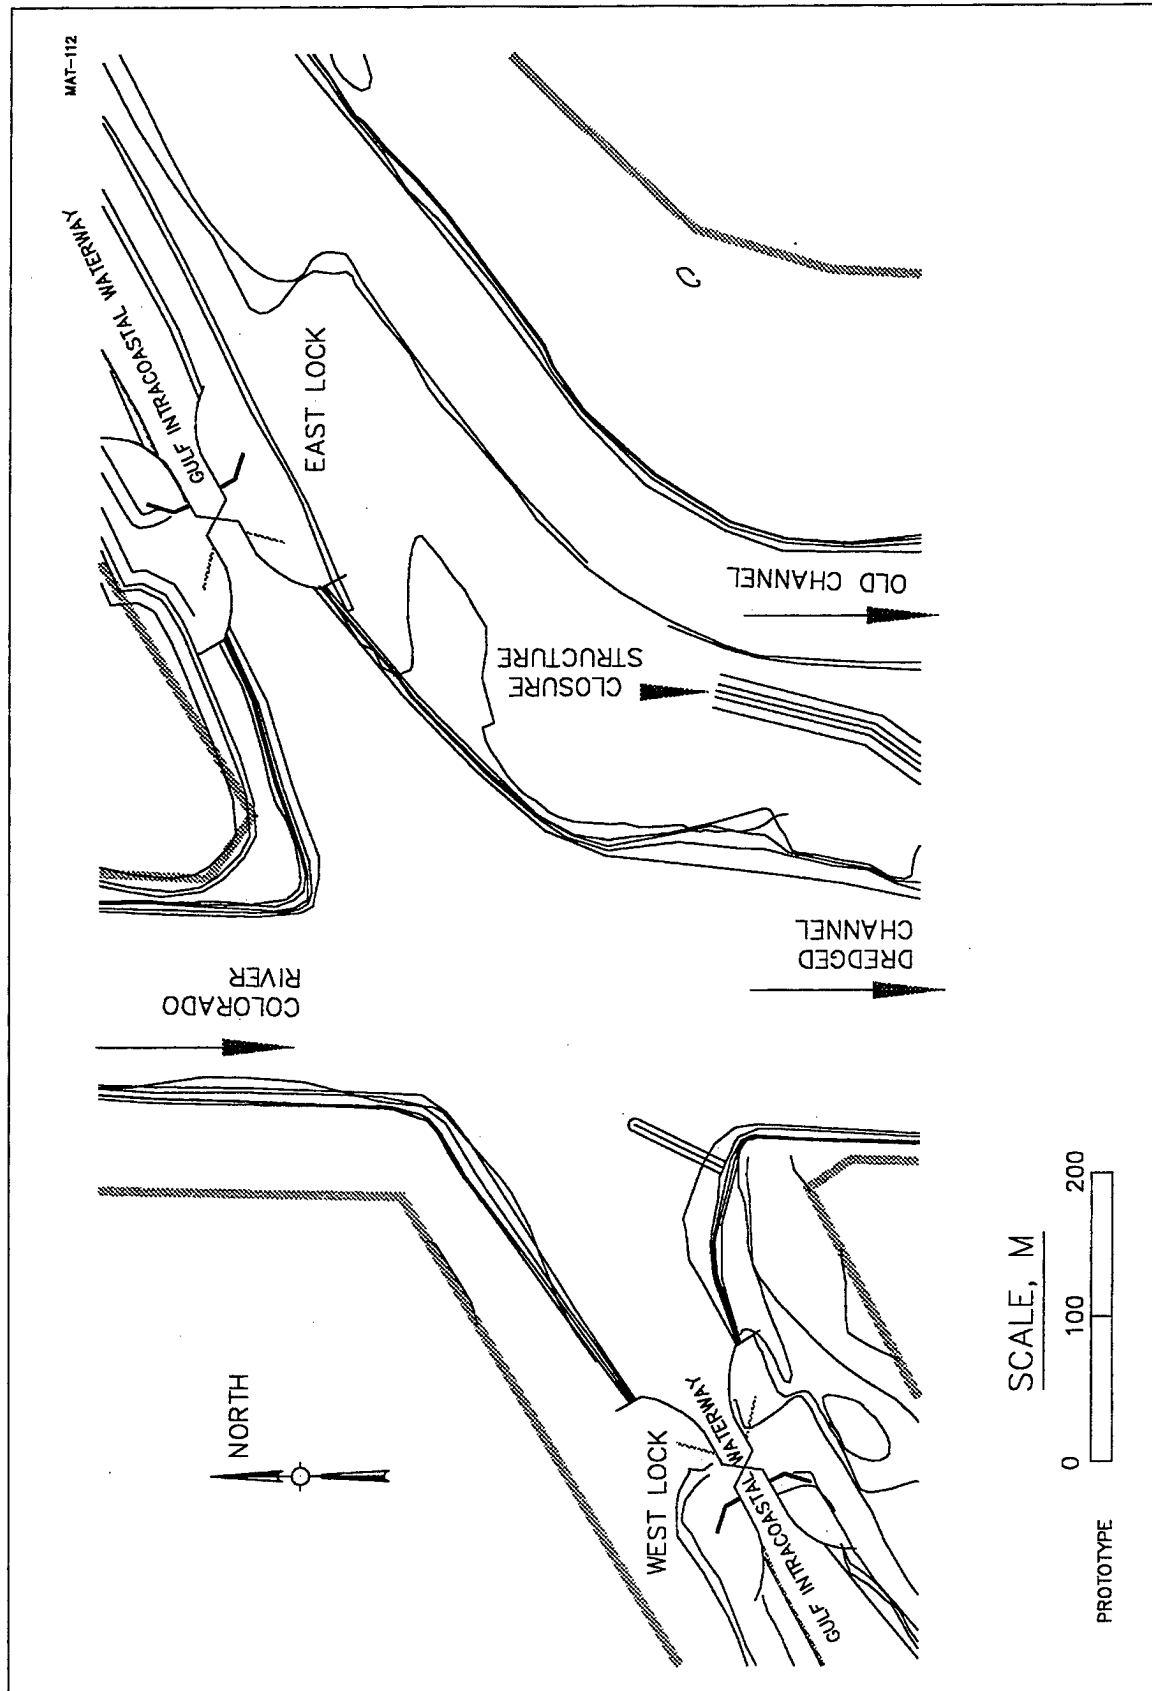 MAT-112
GULF INTRACOASTAL WATERWAY
EAST LOCK
OLD CHANNEL
CLOSURE
STRUCTURE
DREDGED
CHANNEL
COLORADO
RIVER
NORTH
WEST LOCK
GULF INTRACOASTAL WATERWAY
SCALE, M
0 100 200
PROTOTYPE